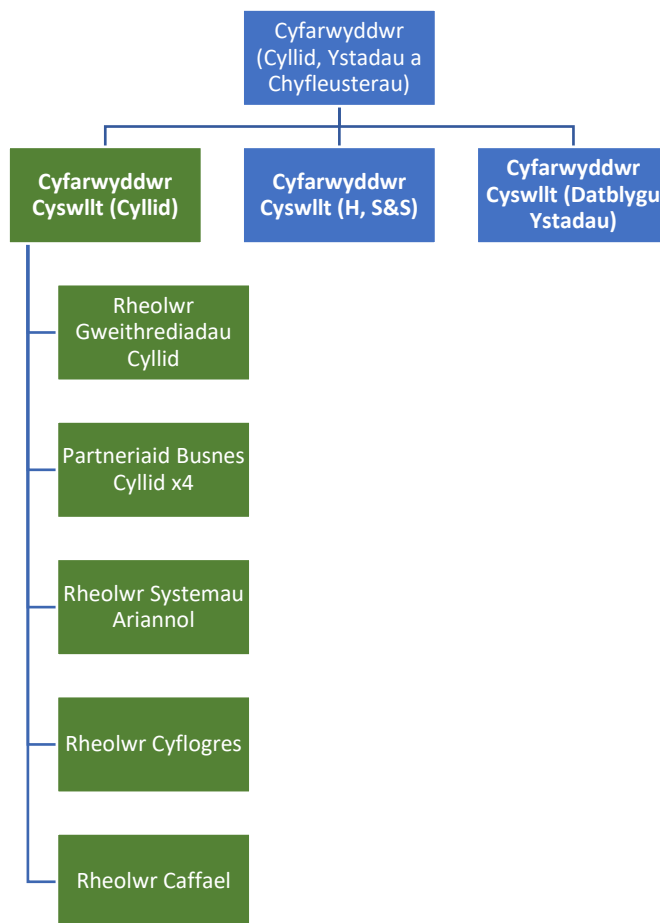 Cyfarwyddwr
(Cyllid, Ystadau a
Chyfleusterau)
Cyfarwyddwr
Cyswllt (Cyllid)
Cyfarwyddwr
Cyswllt (H, S&S)
Cyfarwyddwr
Cyswllt (Datblygu
Ystadau)
Rheolwr
Gweithrediadau
Cyllid
Partneriaid Busnes
Cyllid x4
Rheolwr Systemau
Ariannol
Rheolwr Cyflogres
Rheolwr Caffael